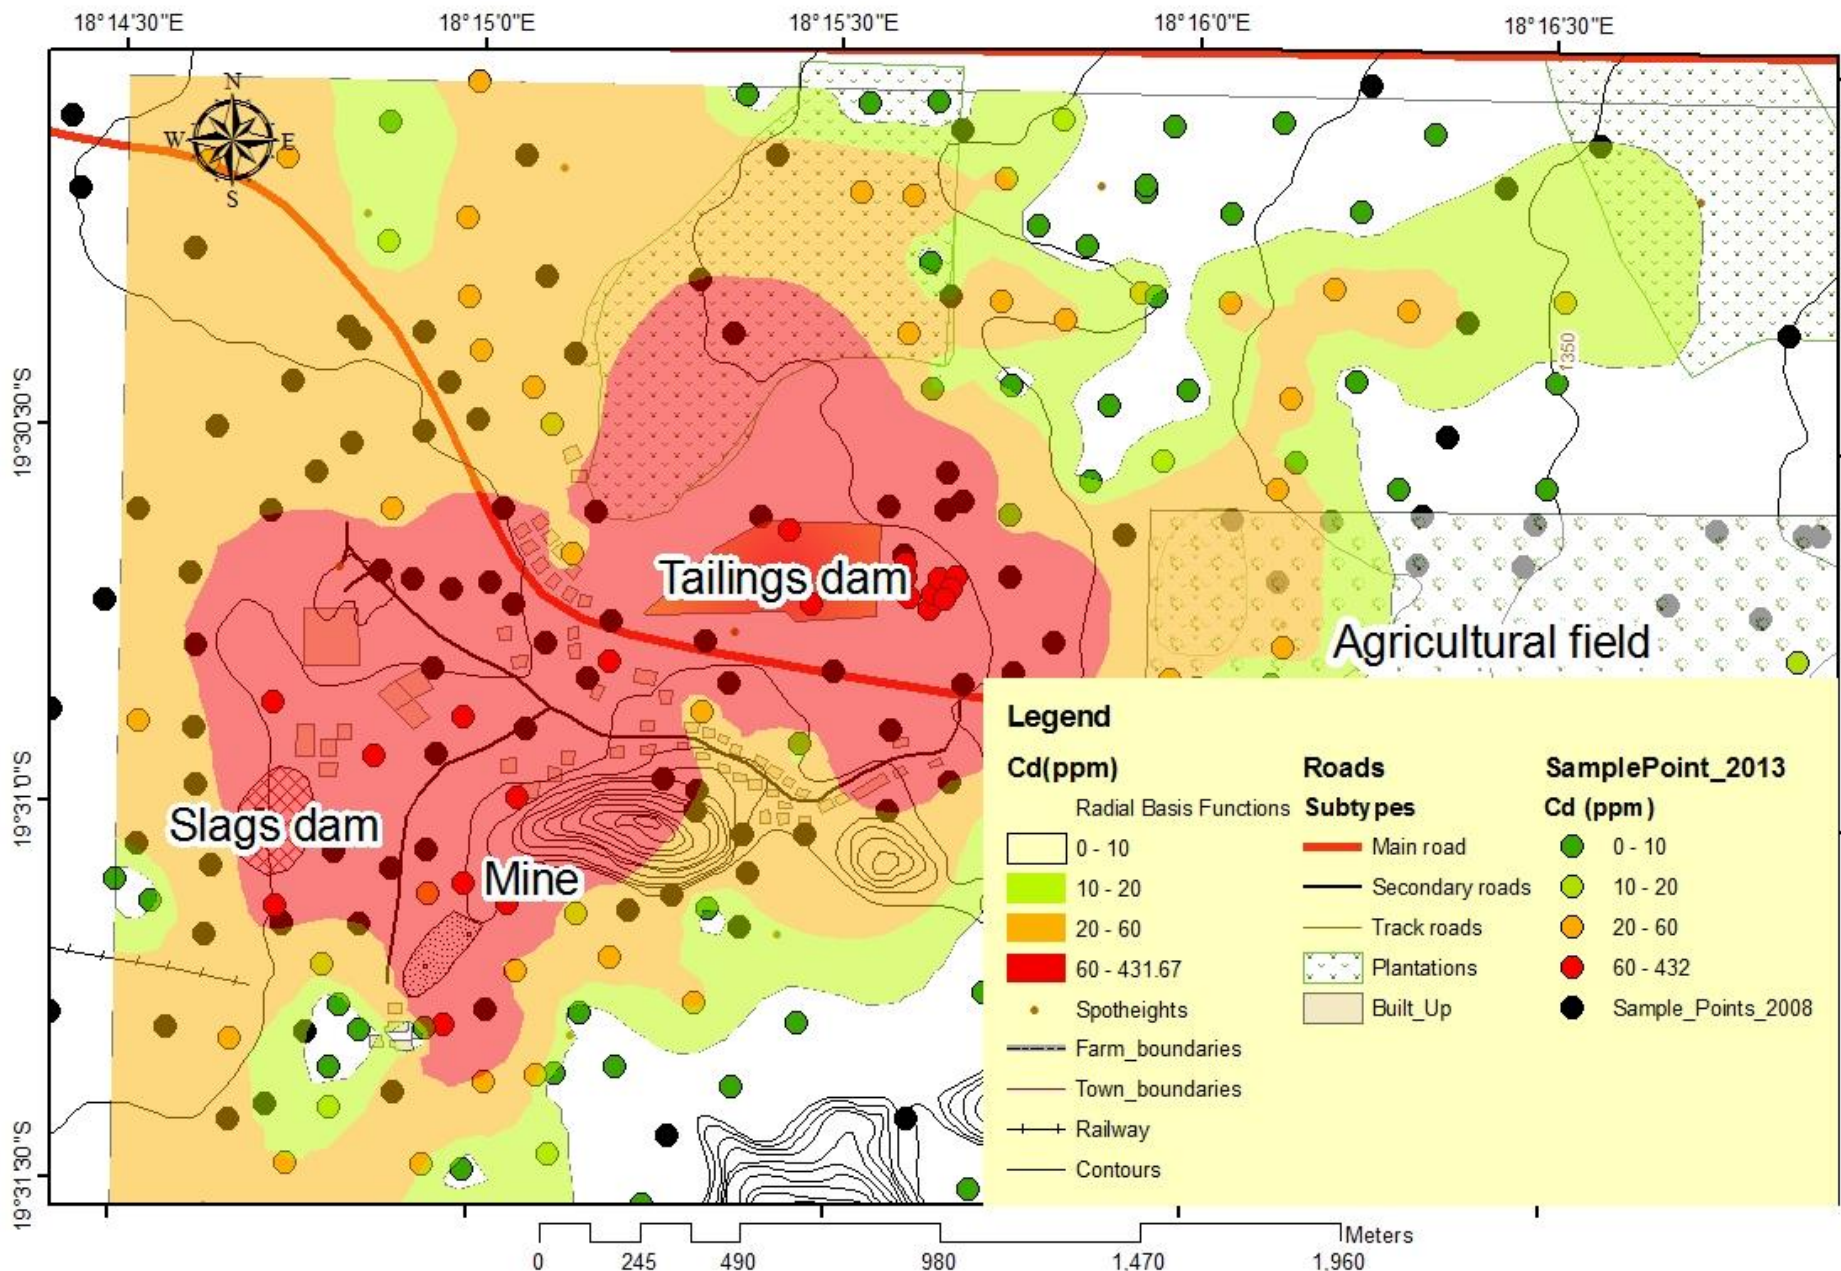 18°14'30"E 18°15'0"E 18°15'30"E 18°16'0"E 18°16'30"E
N
W E
S
19°30'30"S
1350
Tailings dam
Agricultural field
19°31'0"S
Slags dam
Mine
19°31'30"S
Legend
Cd(ppm)
Radial Basis Functions
0 - 10
10 - 20
20 - 60
60 - 431.67
Spotheights
Farm_boundaries
Town_boundaries
Railway
Contours
Roads
Subtypes
Main road
Secondary roads
Track roads
Plantations
Built_Up
SamplePoint_2013
Cd (ppm)
0 - 10
10 - 20
20 - 60
60 - 432
Sample_Points_2008
Meters
0 245 490 980 1,470 1,960